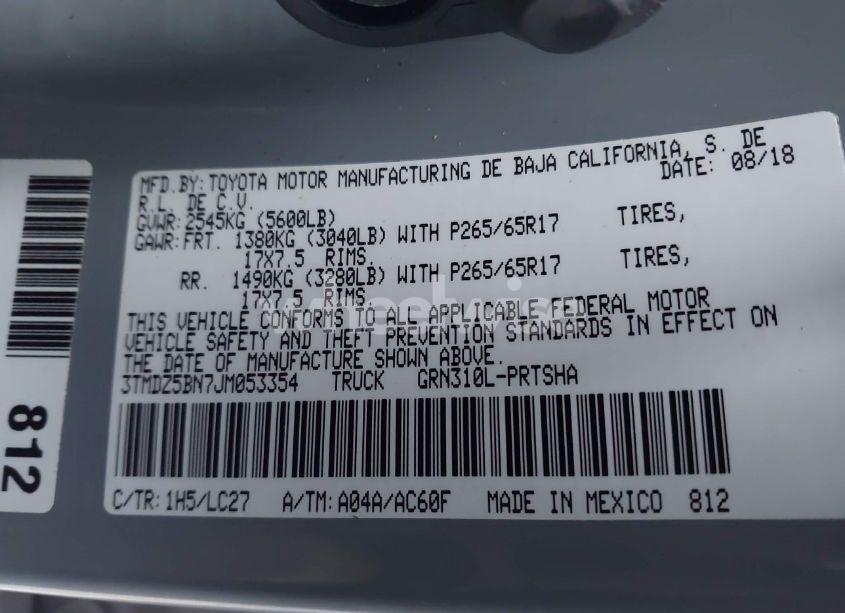 MFD.BY:TOYOTA MOTOR MANUFACTURING DE BAJA CALIFORNIA, S. DE
R.L. DE C.V. DATE: 08/18
GVWR:2545KG (5600LB)
GAWR:FRT. 1380KG (3040LB) WITH P265/65R17 TIRES,
17X7.5 RIMS.
RR. 1490KG (3280LB) WITH P265/65R17 TIRES,
17X7.5 RIMS.
THIS VEHICLE CONFORMS TO ALL APPLICABLE FEDERAL MOTOR
VEHICLE SAFETY AND THEFT PREVENTION STANDARDS IN EFFECT ON
THE DATE OF MANUFACTURE SHOWN ABOVE.
3TMDZ5BN7JM053354 TRUCK GRN310L-PRTSHA
C/TR:1H5/LC27 A/TM:A04A/AC60F MADE IN MEXICO 812
812